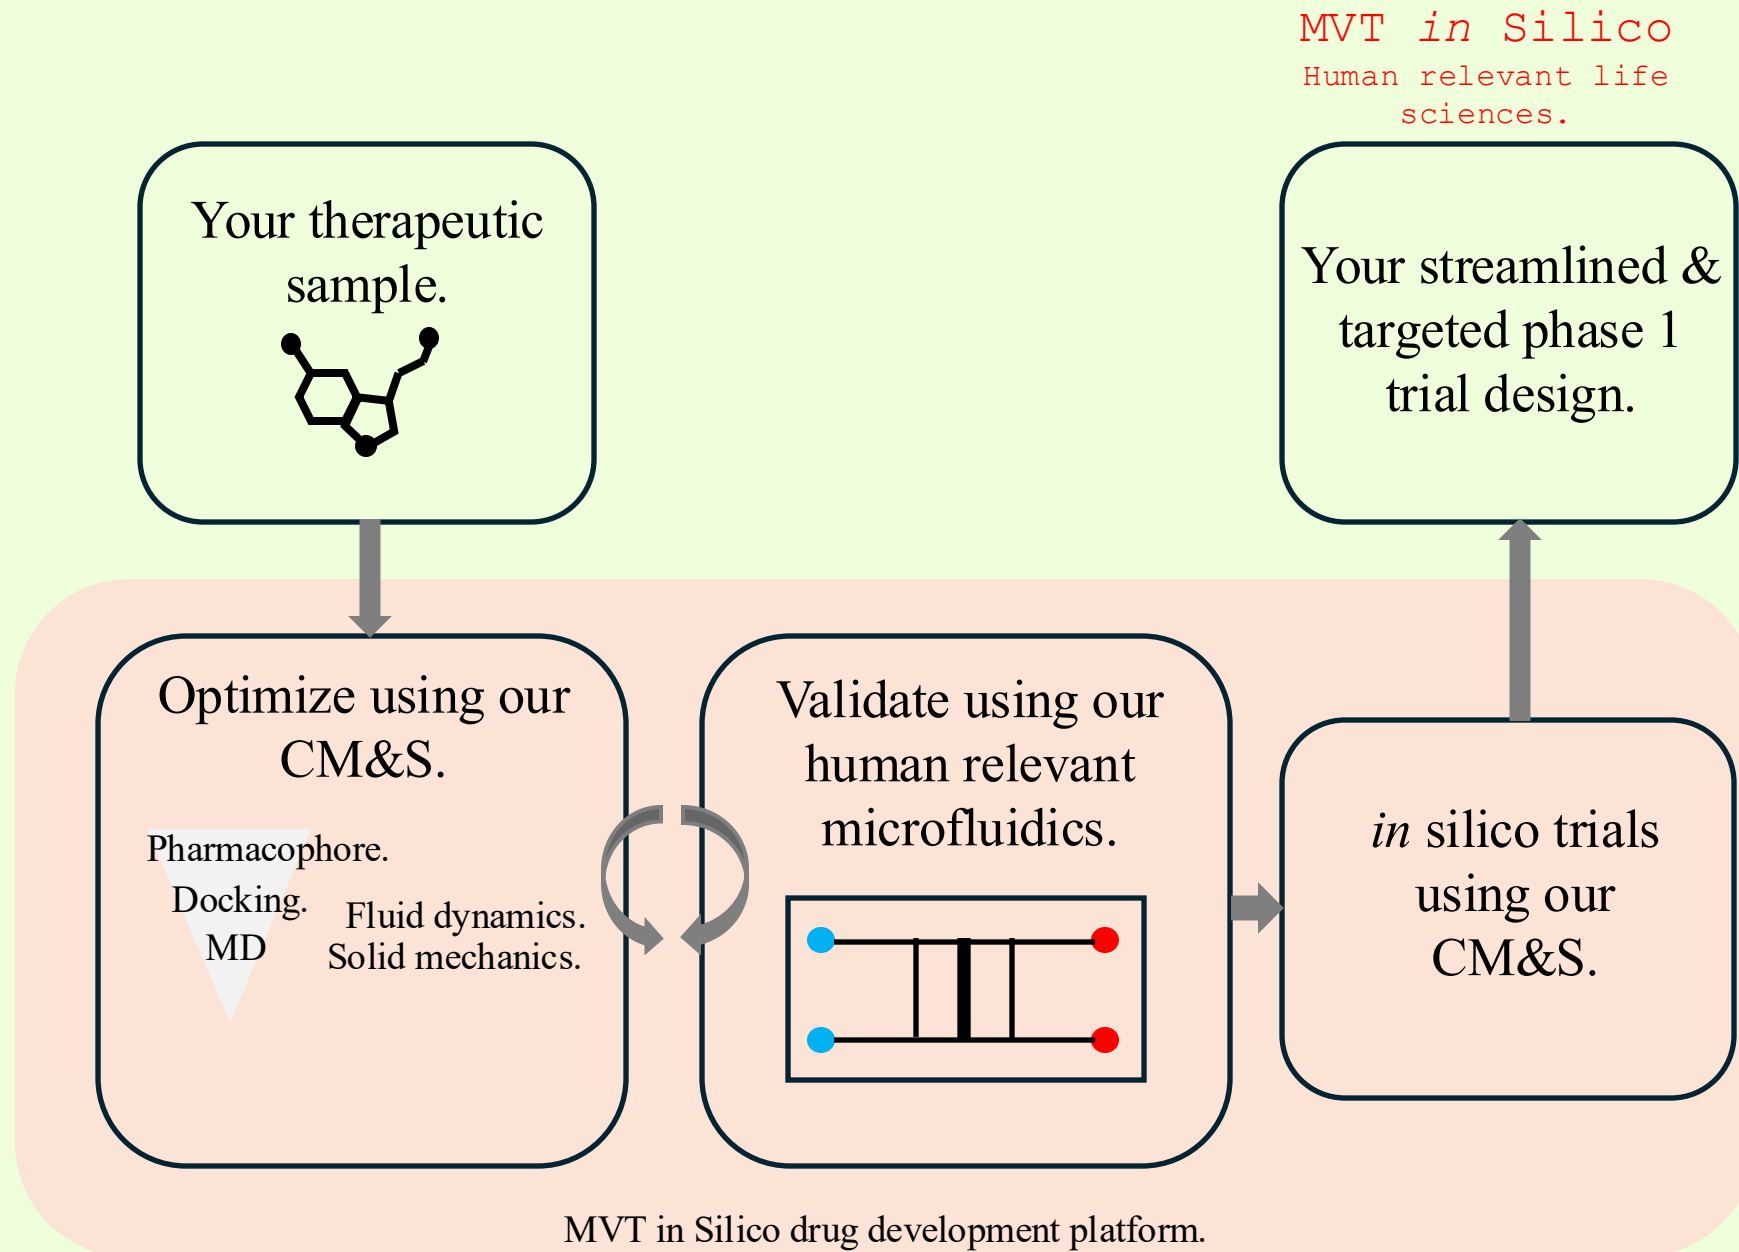 MVT in Silico
Human relevant life
sciences.
Your therapeutic
sample.
Your streamlined &
targeted phase 1
trial design.
Optimize using our
CM&S.
Pharmacophore.
Docking.
MD
Fluid dynamics.
Solid mechanics.
Validate using our
human relevant
microfluidics.
in silico trials
using our
CM&S.
MVT in Silico drug development platform.